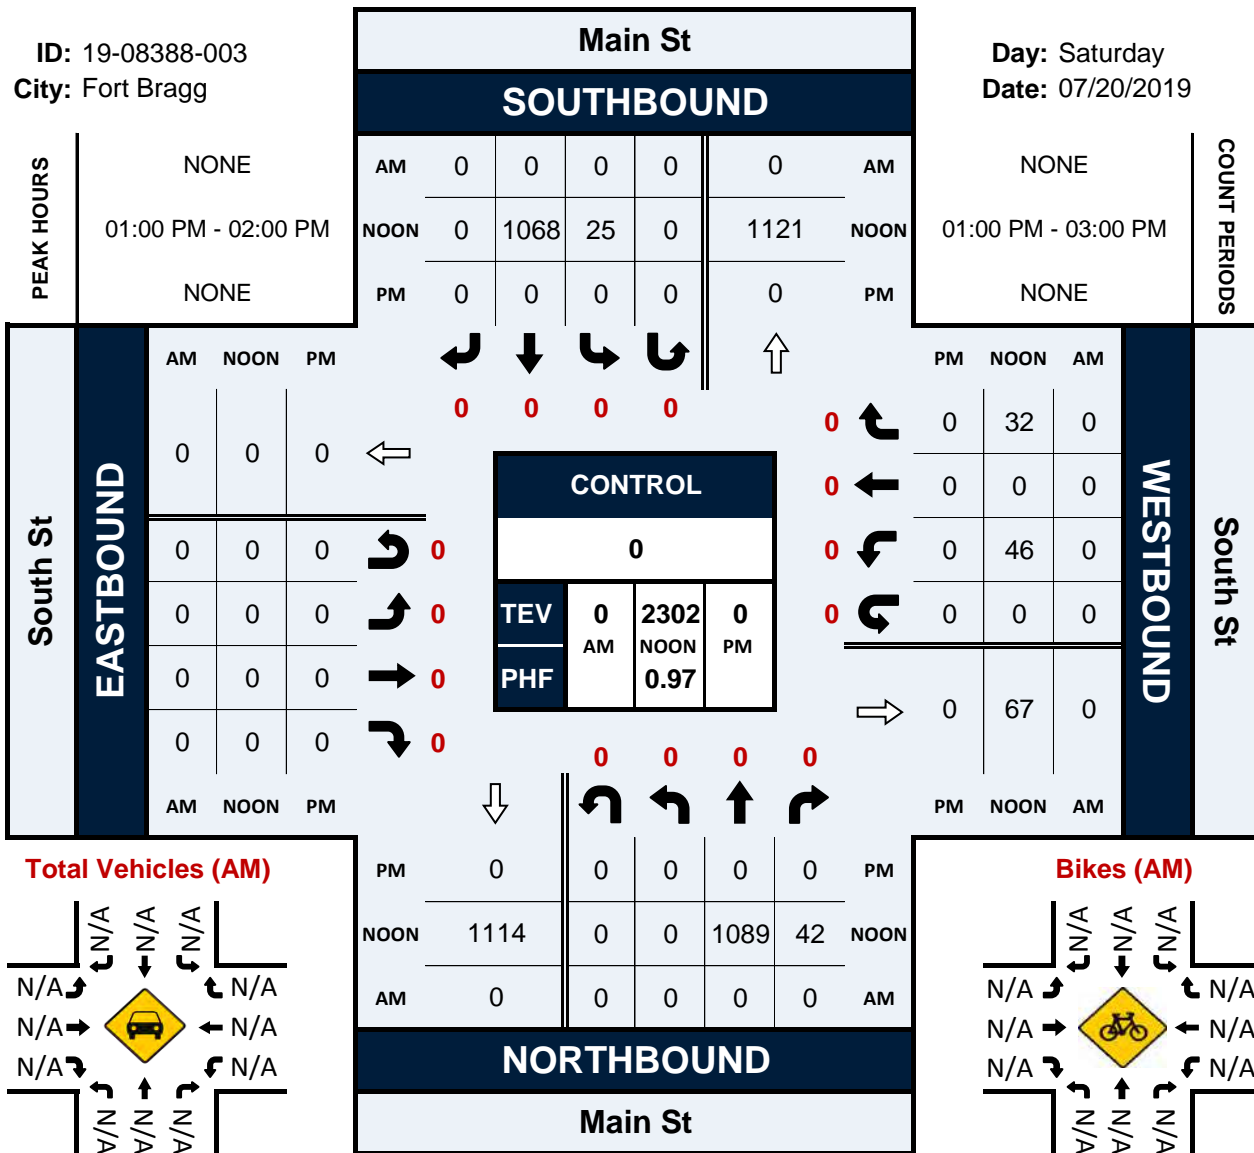 Main St
ID: 19-08388-003
Day: Saturday
City: Fort Bragg
Date: 07/20/2019
SOUTHBOUND
PEAK HOURS
NONE
AM 0 0 0 0 0 AM
NONE
COUNT PERIODS
01:00 PM - 02:00 PM
NOON 0 1068 25 0 1121 NOON
01:00 PM - 03:00 PM
NONE
PM 0 0 0 0 0 PM
NONE
AM NOON PM
PM NOON AM
0 0 0 0
0 0 32 0
0 0 0
CONTROL
0 0 0 0
0
0 0 0 0
0 0 46 0
South St
EASTBOUND
WESTBOUND
South St
0 0 0 0
TEV 0 2302 0
AM NOON PM
PHF 0.97
0 0 0 0
0 0 0 0
0 67 0
0 0 0 0
0 0 0 0
AM NOON PM
PM NOON AM
Total Vehicles (AM)
PM 0 0 0 0 0 PM
Bikes (AM)
NOON 1114 0 0 1089 42 NOON
AM 0 0 0 0 0 AM
N/A N/A N/A
N/A N/A
N/A N/A
N/A N/A
N/A N/A N/A
N/A N/A N/A
N/A N/A
N/A N/A
N/A N/A
N/A N/A N/A
NORTHBOUND
Main St